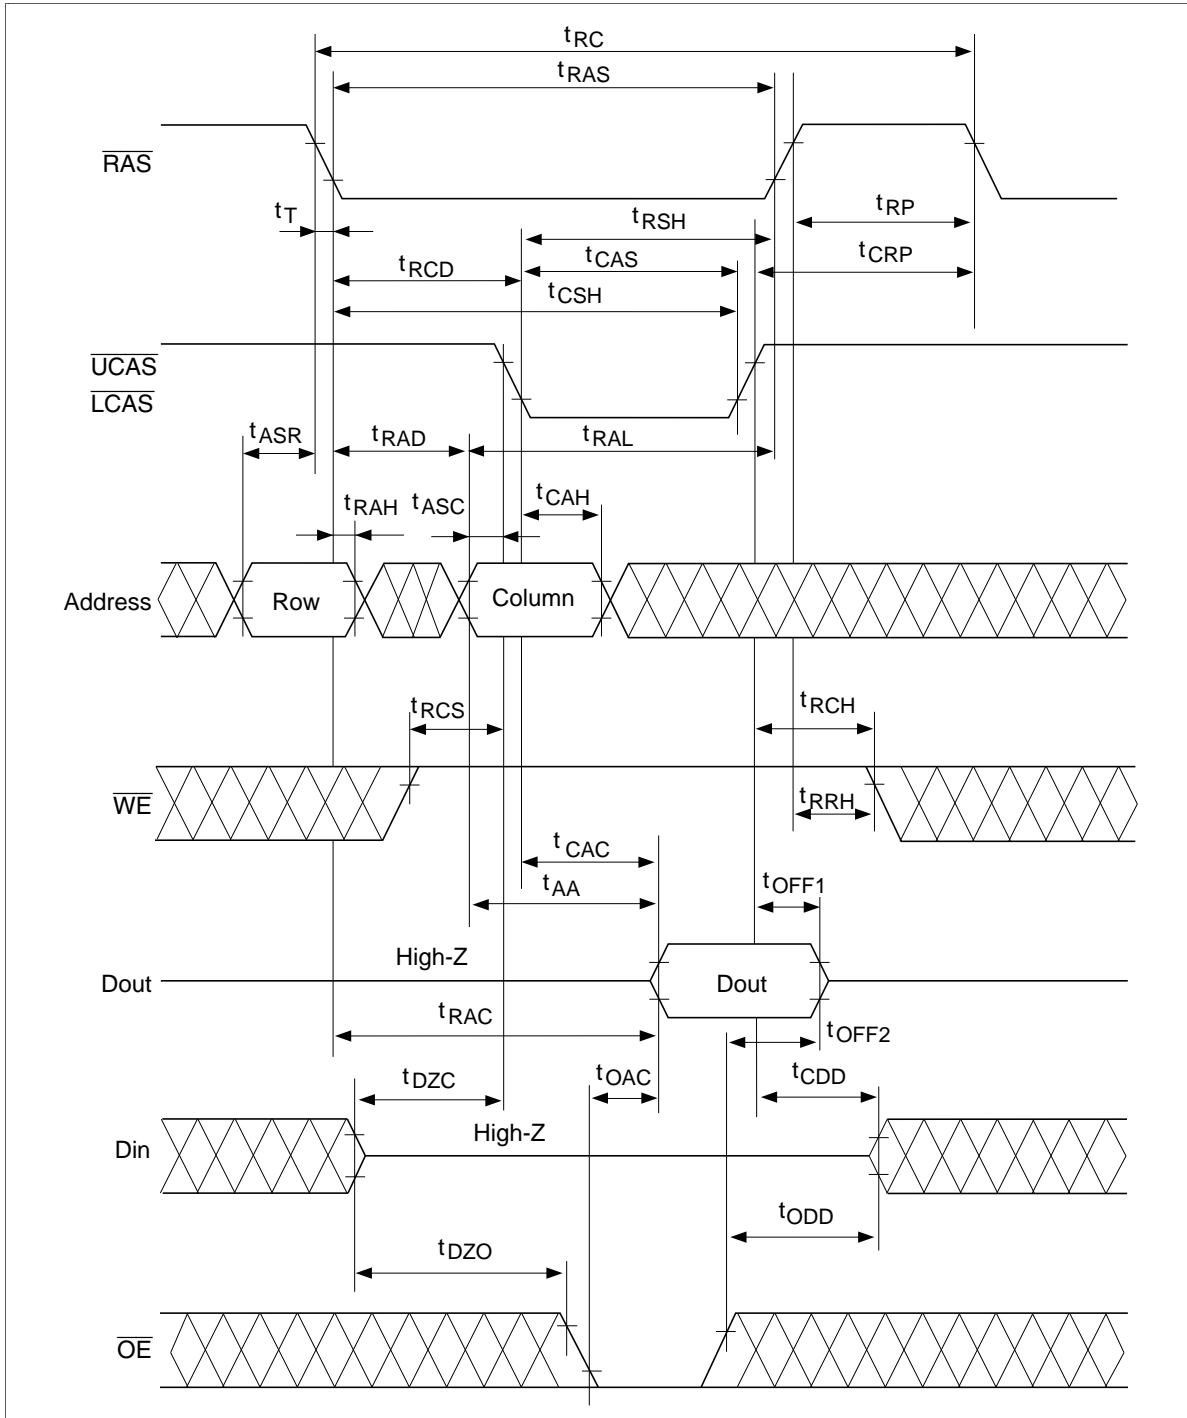 tRC
tRAS
RAS
tT
tRSH
tRP
tCAS
tCRP
tRCD
tCSH
UCAS
LCAS
tASR
tRAD
tRAL
tRAH
tASC
tCAH
Address
Row
Column
tRCS
tRCH
WE
tRRH
tCAC
tAA
tOFF1
High-Z
Dout
Dout
tRAC
tOFF2
tDZC
tOAC
tCDD
High-Z
Din
tODD
tDZO
OE